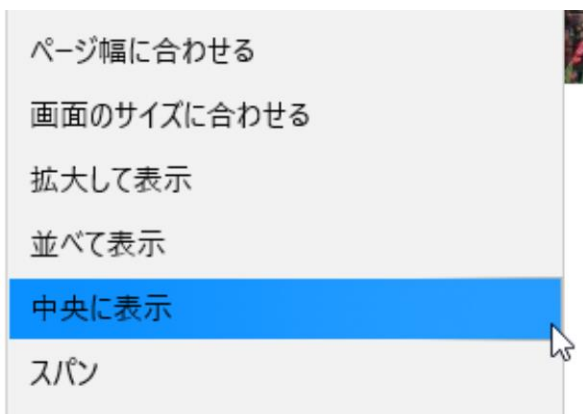 ページ幅に合わせる
画面のサイズに合わせる
拡大して表示
並べて表示
中央に表示
スパン